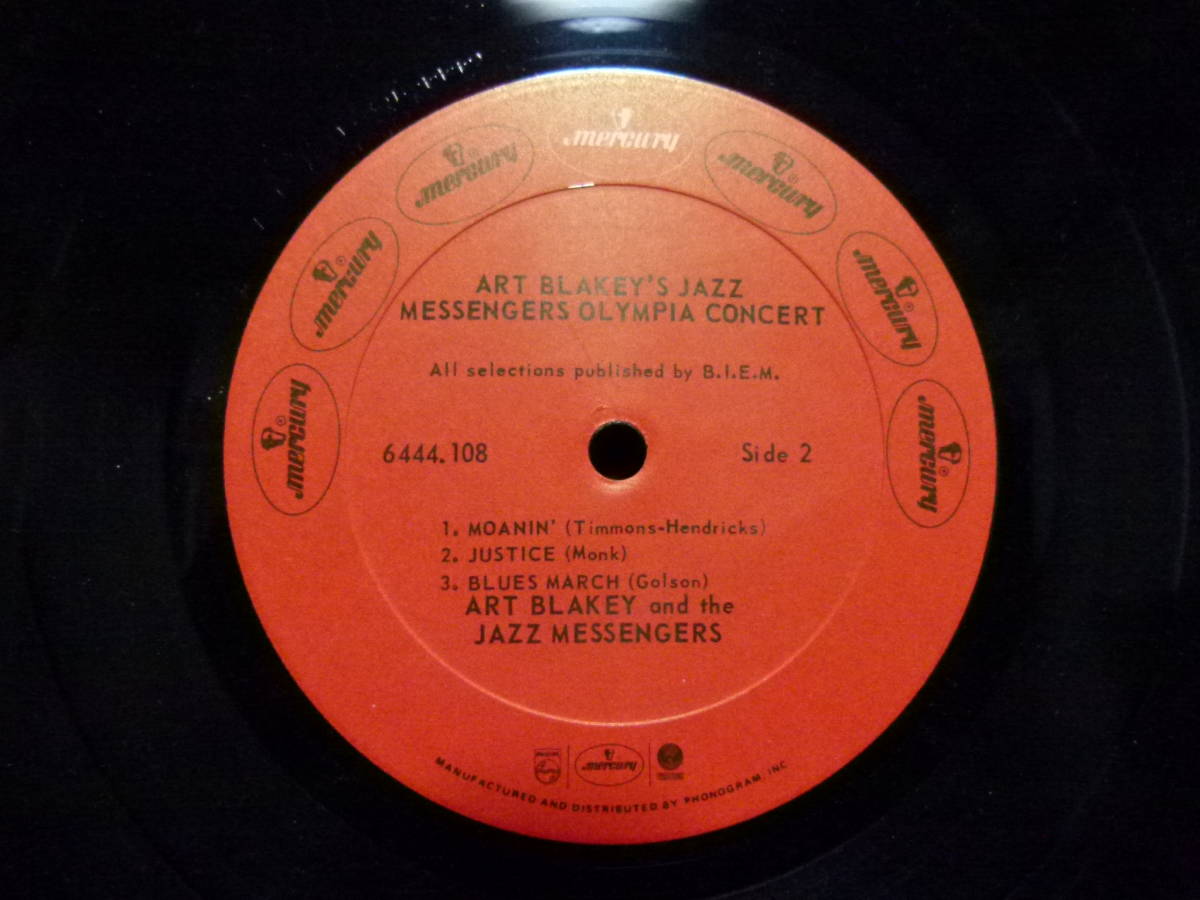 mercury
mercury
mercury
mercury
mercury
mercury
mercury
ART BLAKEY'S JAZZ
MESSENGERS OLYMPIA CONCERT
All selections published by B.I.E.M.
6444.108
Side 2
1. MOANIN' (Timmons-Hendricks)
2. JUSTICE (Monk)
3. BLUES MARCH (Golson)
ART BLAKEY and the
JAZZ MESSENGERS
PHILIPS
mercury
MANUFACTURED AND DISTRIBUTED BY PHONOGRAM, INC